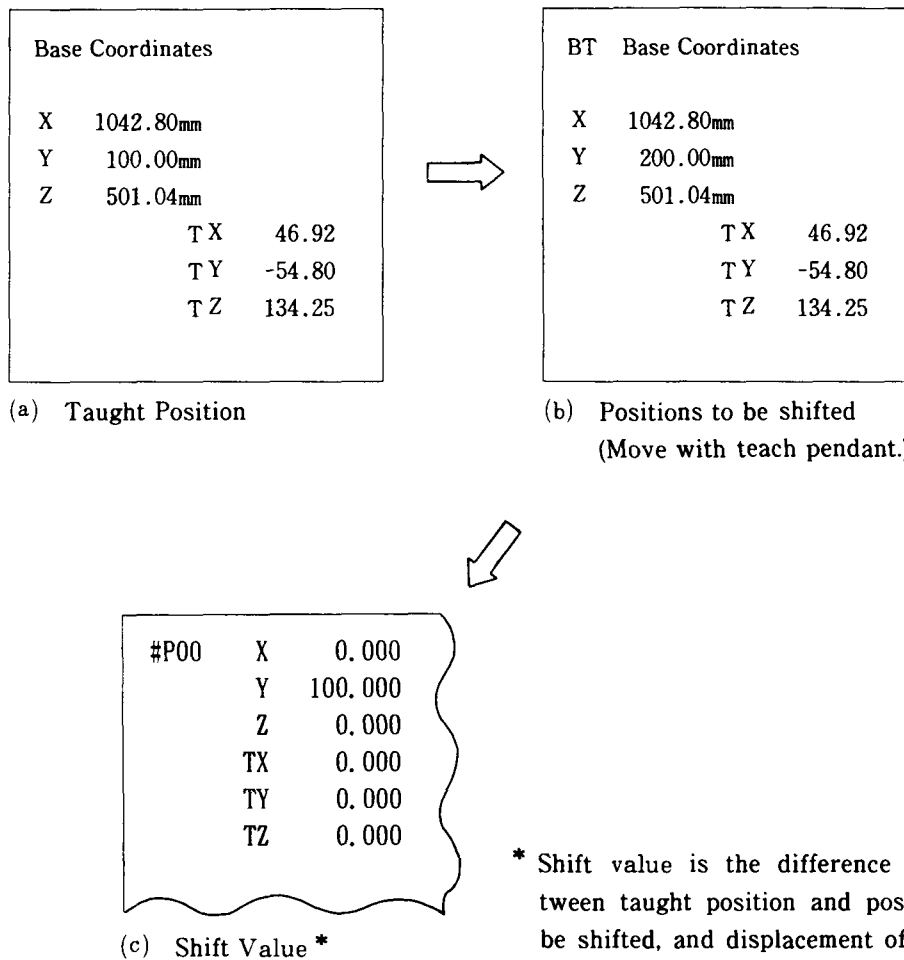 Base Coordinates
X 1042.80mm
Y 100.00mm
Z 501.04mm
TX 46.92
TY -54.80
TZ 134.25
(a) Taught Position
BT Base Coordinates
X 1042.80mm
Y 200.00mm
Z 501.04mm
TX 46.92
TY -54.80
TZ 134.25
(b) Positions to be shifted
(Move with teach pendant.)
#P00 X 0.000
Y 100.000
Z 0.000
TX 0.000
TY 0.000
TZ 0.000
(c) Shift Value *
* Shift value is the difference
tween taught position and pos
be shifted, and displacement of